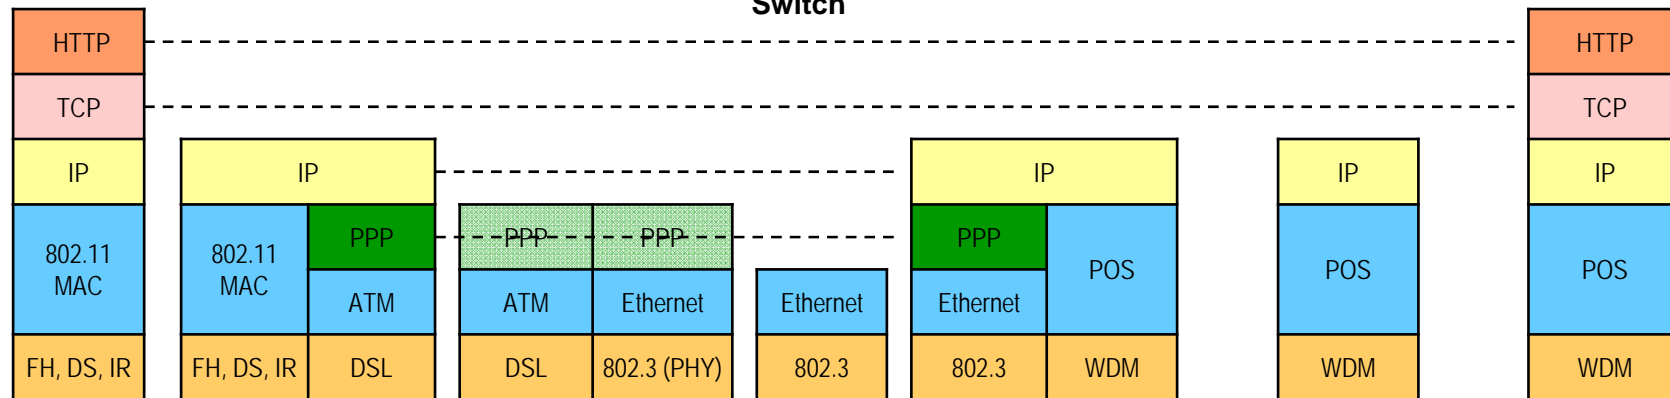 Switch
HTTP HTTP
TCP TCP
IP IP IP IP IP
802.11
MAC
802.11
MAC
PPP PPP PPP PPP
POS POS POS
ATM ATM Ethernet Ethernet Ethernet
FH, DS, IR FH, DS, IR DSL DSL 802.3 (PHY) 802.3 802.3 WDM WDM WDM